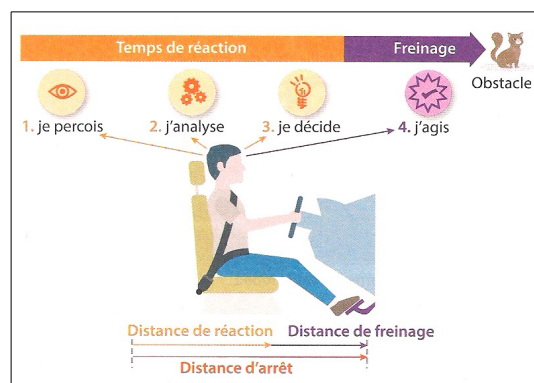 Temps de réaction Freinage
Obstacle
1. je percois 2. j'analyse 3. je décide 4. j'agis
Distance de réaction Distance de freinage
Distance d'arrêt